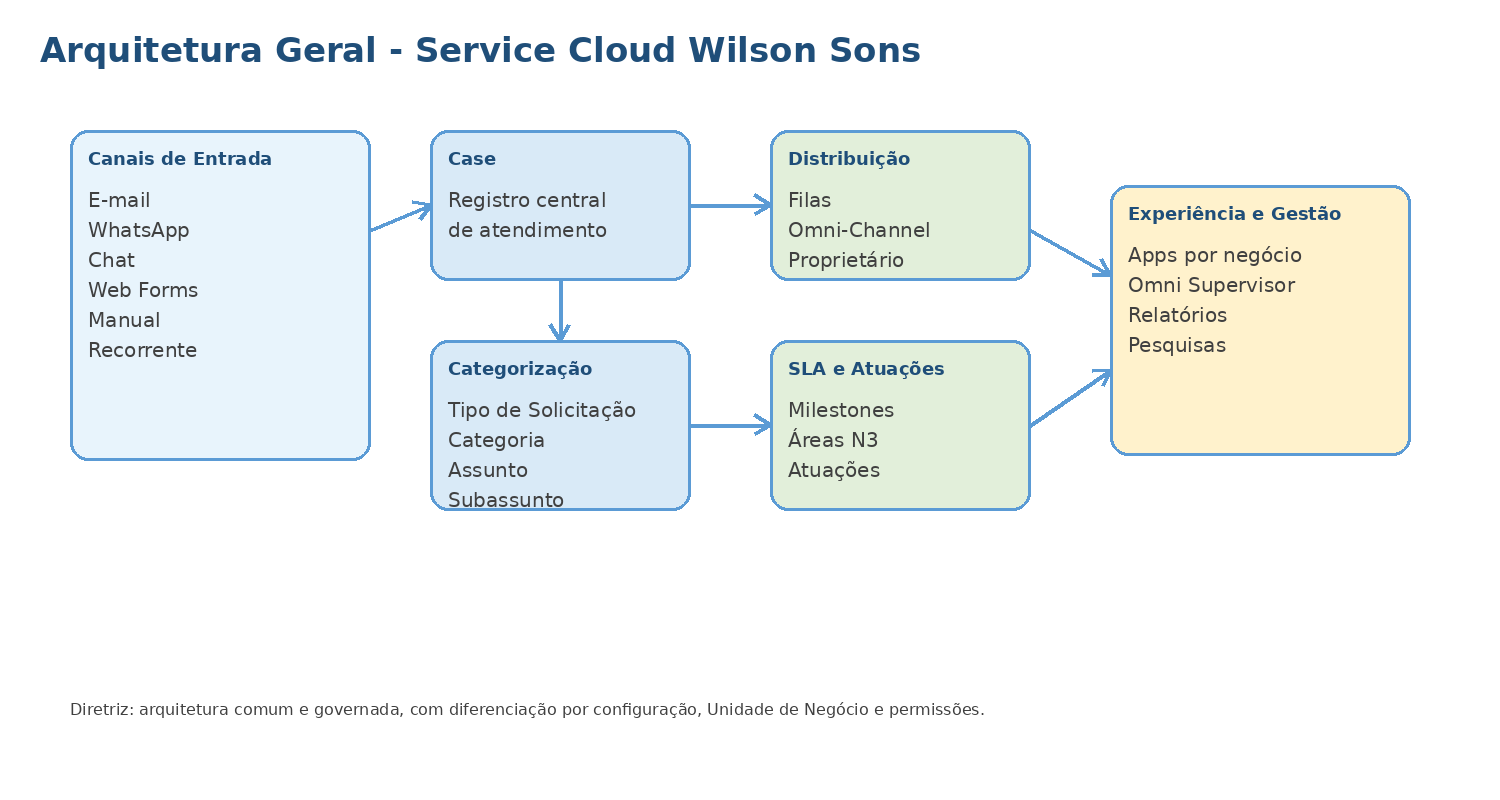 Arquitetura Geral - Service Cloud Wilson Sons
Canais de Entrada
E-mail
WhatsApp
Chat
Web Forms
Manual
Recorrente
Case
Registro central
de atendimento
Categorização
Tipo de Solicitação
Categoria
Assunto
Subassunto
Distribuição
Filas
Omni-Channel
Proprietário
SLA e Atuações
Milestones
Áreas N3
Atuações
Experiência e Gestão
Apps por negócio
Omni Supervisor
Relatórios
Pesquisas
Diretriz: arquitetura comum e governada, com diferenciação por configuração, Unidade de Negócio e permissões.